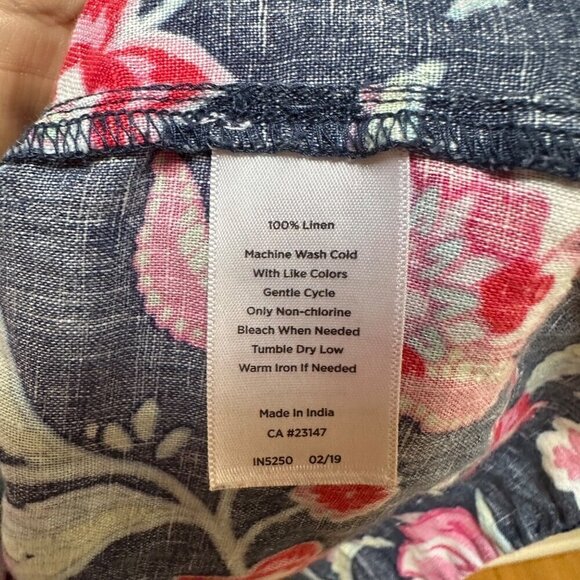 100% Linen
Machine Wash Cold
With Like Colors
Gentle Cycle
Only Non-chlorine
Bleach When Needed
Tumble Dry Low
Warm Iron If Needed
Made In India
CA #23147
IN5250 02/19